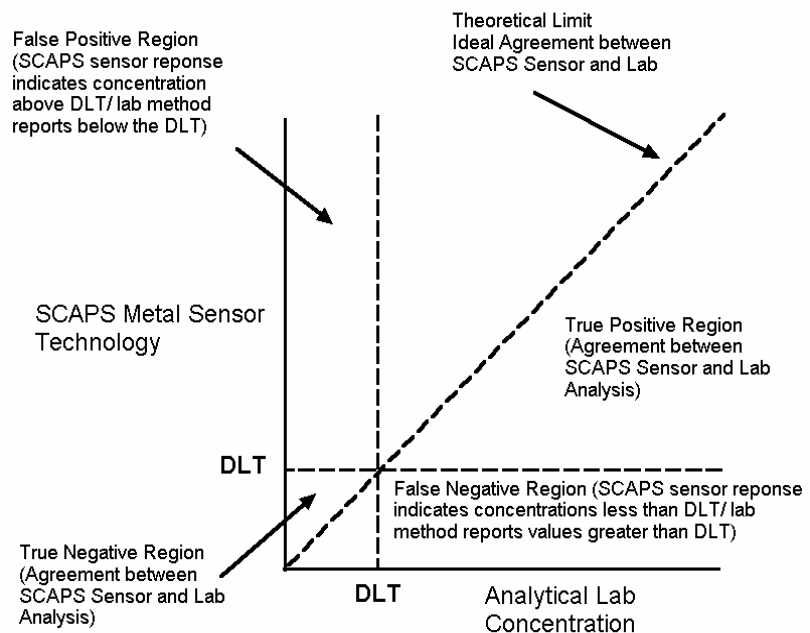 False Positive Region
(SCAPS sensor reponse
indicates concentration
above DLT/ lab method
reports below the DLT)
Theoretical Limit
Ideal Agreement between
SCAPS Sensor and Lab
SCAPS Metal Sensor
Technology
True Positive Region
(Agreement between
SCAPS Sensor and Lab
Analysis)
DLT
False Negative Region (SCAPS sensor reponse
indicates concentrations less than DLT/ lab
method reports values greater than DLT)
True Negative Region
(Agreement between
SCAPS Sensor and Lab
Analysis)
DLT
Analytical Lab
Concentration